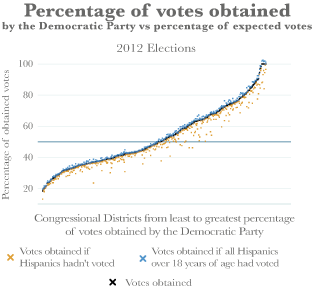 Percentage of votes obtained
by the Democratic Party vs percentage of expected votes
2012 Elections
Percentage of obtained votes
100
80
60
40
20
Congressional Districts from least to greatest percentage
of votes obtained by the Democratic Party
Votes obtained if
Hispanics hadn't voted
Votes obtained if all Hispanics
over 18 years of age had voted
Votes obtained